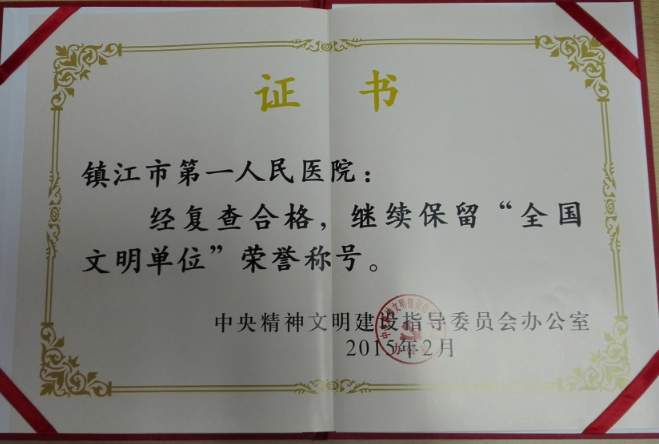 证书
镇江市第一人民医院：
经复查合格，继续保留“全国
文明单位”荣誉称号。
中央精神文明建设指导委员会办公室
2015年2月